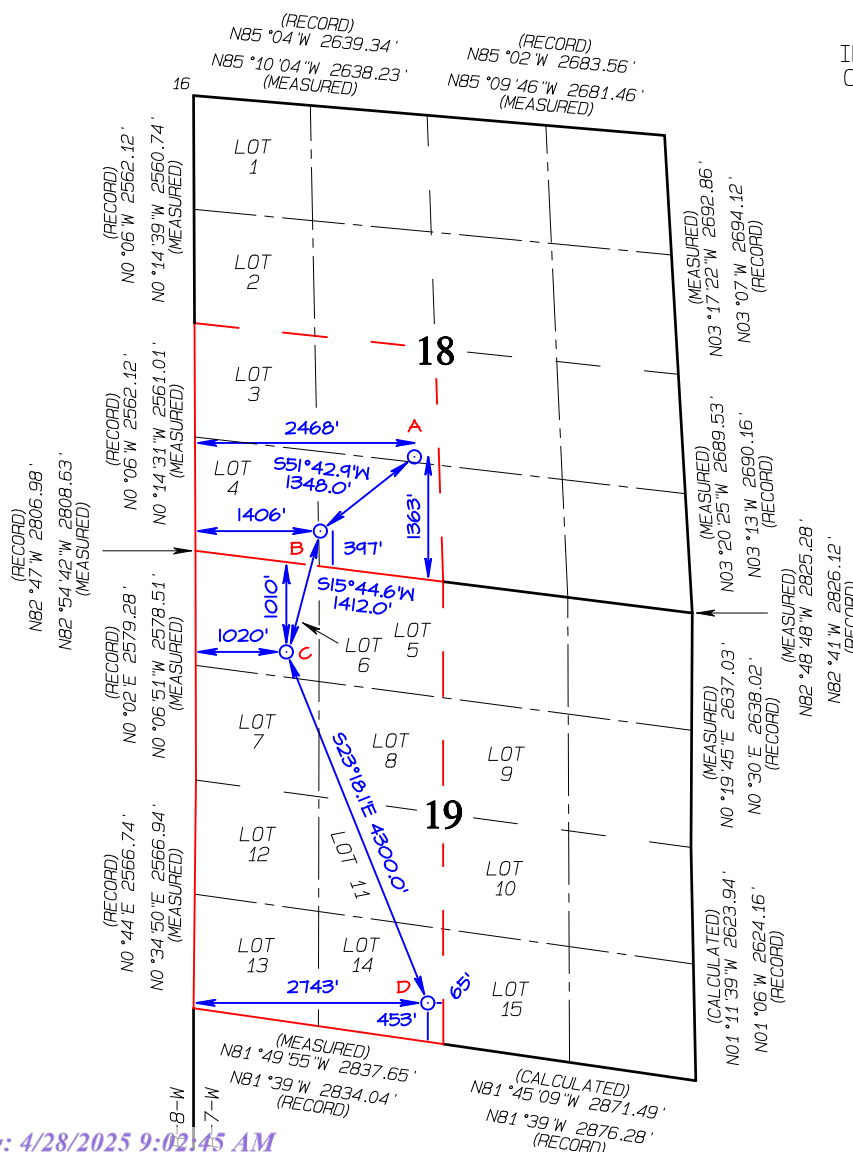 (RECORD)
N85°04'W 2639.34'
N85°10'04"W 2638.23'
(MEASURED)
(RECORD)
N85°02'W 2683.56'
N85°09'46"W 2681.46'
(MEASURED)
16
(RECORD)
N0°06'W 2562.12'
N0°14'39"W 2560.74'
(MEASURED)
LOT
1
LOT
2
(MEASURED)
N03°17'22"W 2692.86'
N03°07'W 2694.12'
(RECORD)
18
LOT
3
(RECORD)
N0°06'W 2562.12'
N0°14'31"W 2561.01'
(MEASURED)
2468'
A
S51°42.9'W
1348.0'
LOT
4
1363'
1406'
B
397'
(MEASURED)
N03°20'25"W 2689.53'
N03°13'W 2690.16'
(RECORD)
(RECORD)
N82°47'W 2806.98'
N82°54'42"W 2808.63'
(MEASURED)
(MEASURED)
N82°48'48"W 2825.28'
N82°41'W 2826.12'
(RECORD)
S15°44.6'W
1412.0'
1010'
1020'
C
LOT
5
LOT
6
(RECORD)
N0°02'E 2579.28'
N0°06'51"W 2578.51'
(MEASURED)
LOT
7
LOT
8
LOT
9
(MEASURED)
N0°19'45"E 2637.03'
N0°30'E 2638.02'
(RECORD)
S23°18.1'E 4300.0'
19
(RECORD)
N0°44'E 2566.74'
N0°34'50"E 2566.94'
(MEASURED)
LOT
12
LOT 11
LOT
10
LOT
13
LOT
14
2743'
D
65'
453'
LOT
15
(CALCULATED)
N01°11'39"W 2623.94'
N01°06'W 2624.16'
(RECORD)
(MEASURED)
N81°49'55"W 2837.65'
N81°39'W 2834.04'
(RECORD)
(CALCULATED)
N81°45'09"W 2871.49'
N81°39'W 2876.28'
(RECORD)
: 4/28/2025 9:02:45 AM